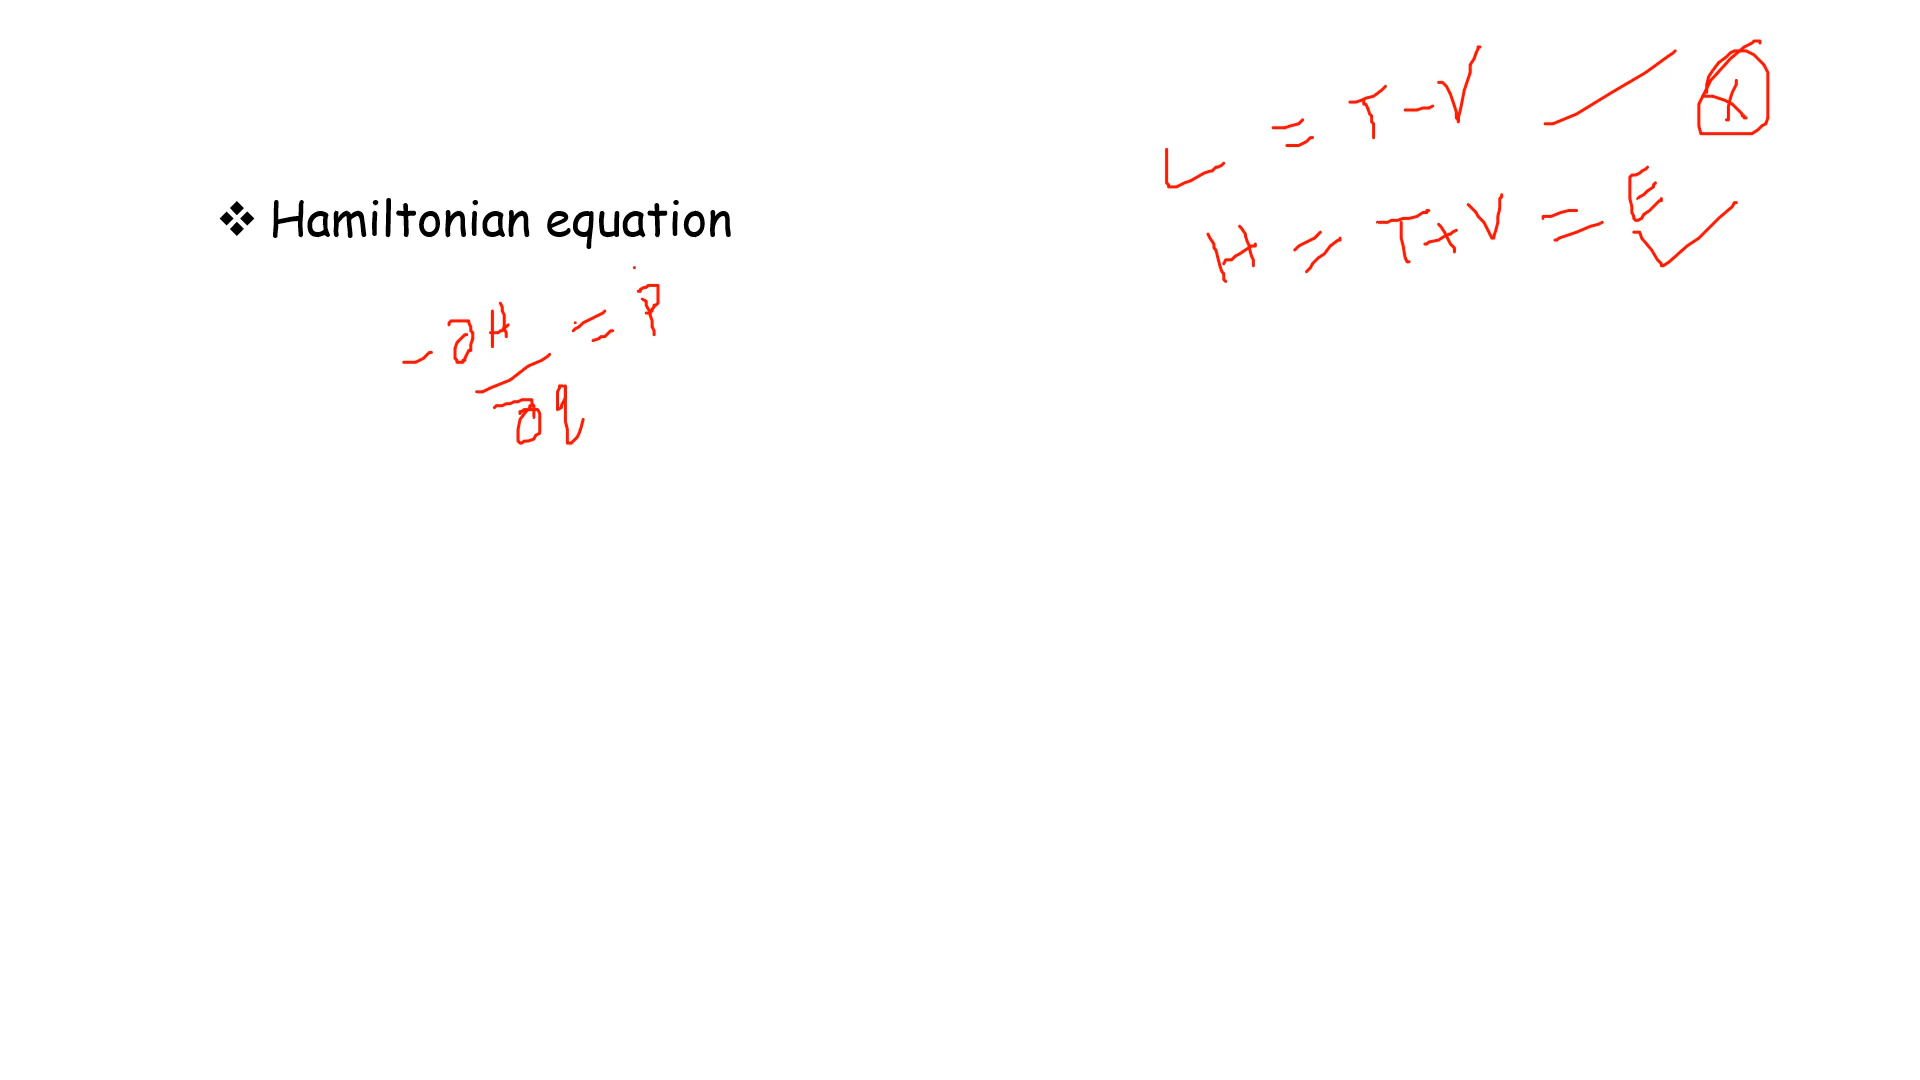 L = T - V
❖ Hamiltonian equation
H = T + V = E
- ∂H/∂q = Ṗ